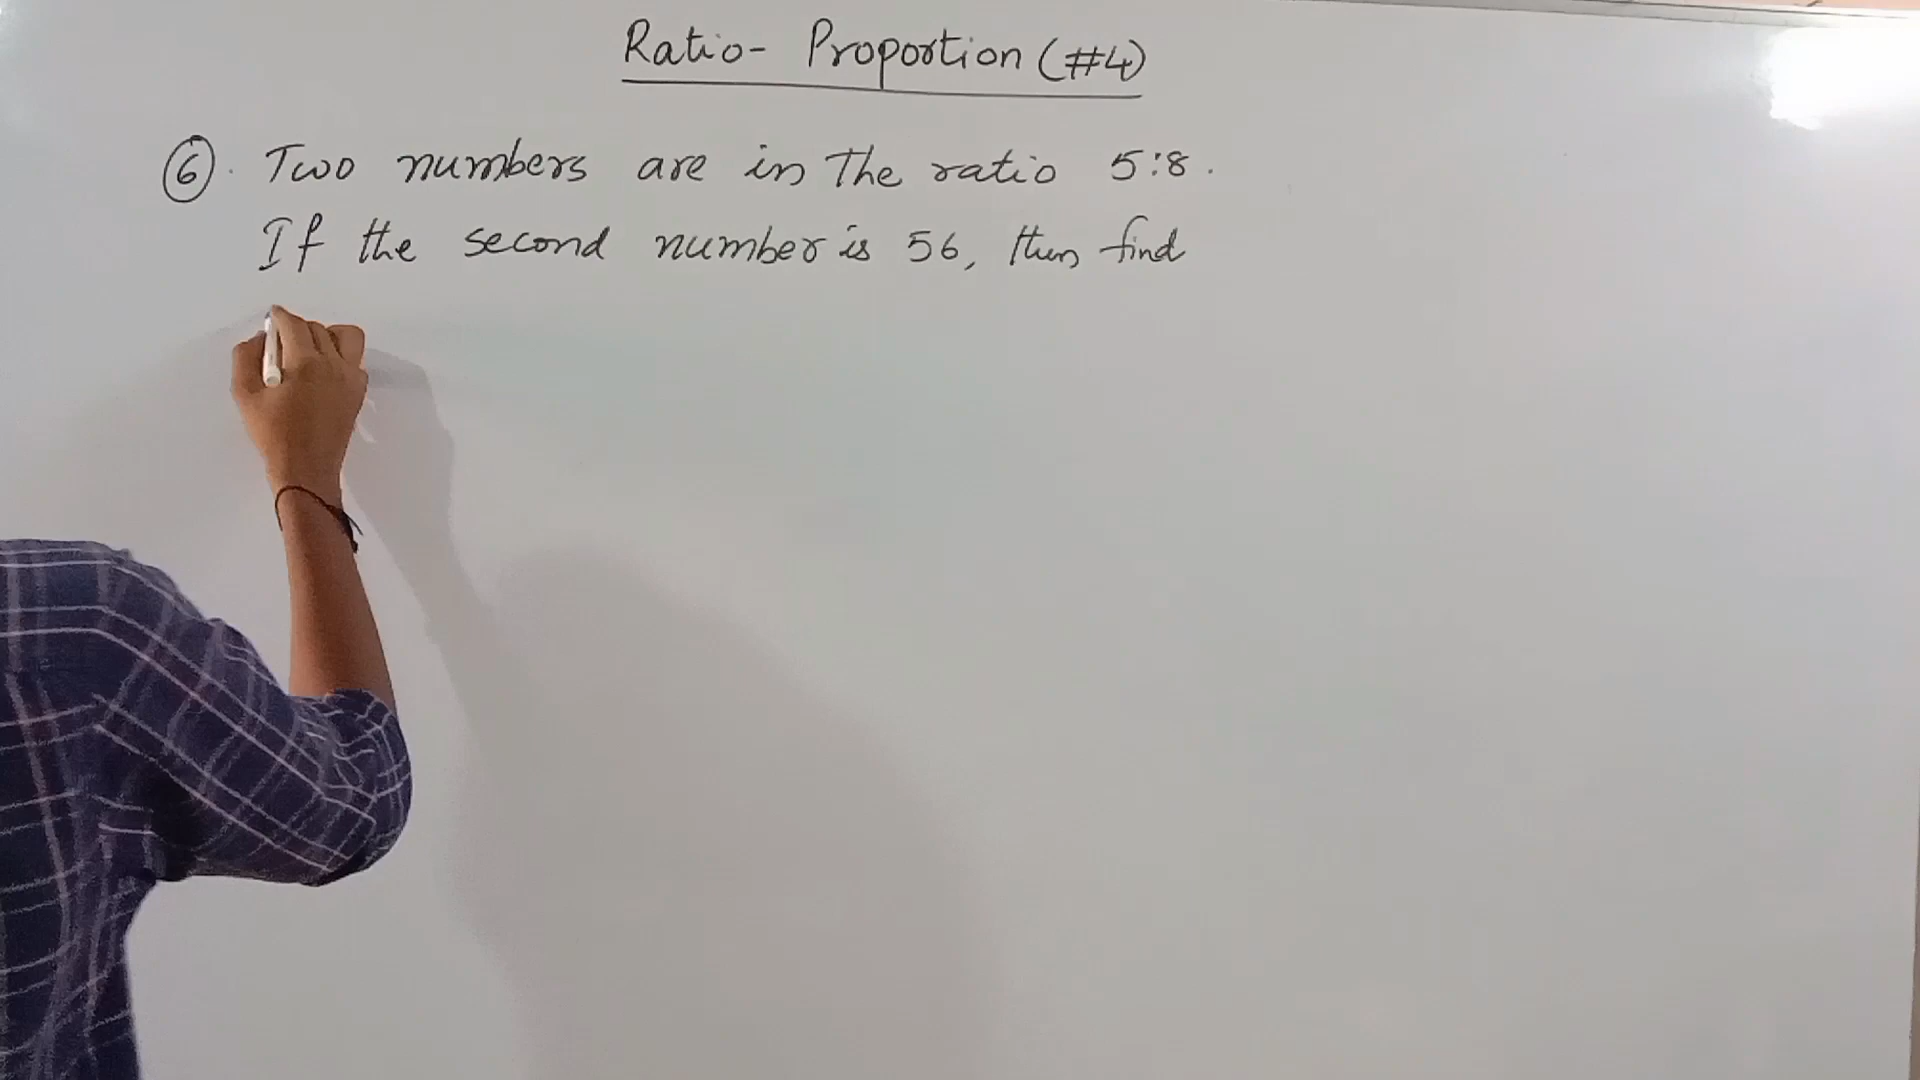 Ratio- Proportion (#4)
⑥. Two numbers are in The ratio 5:8.
If the second number is 56, then find